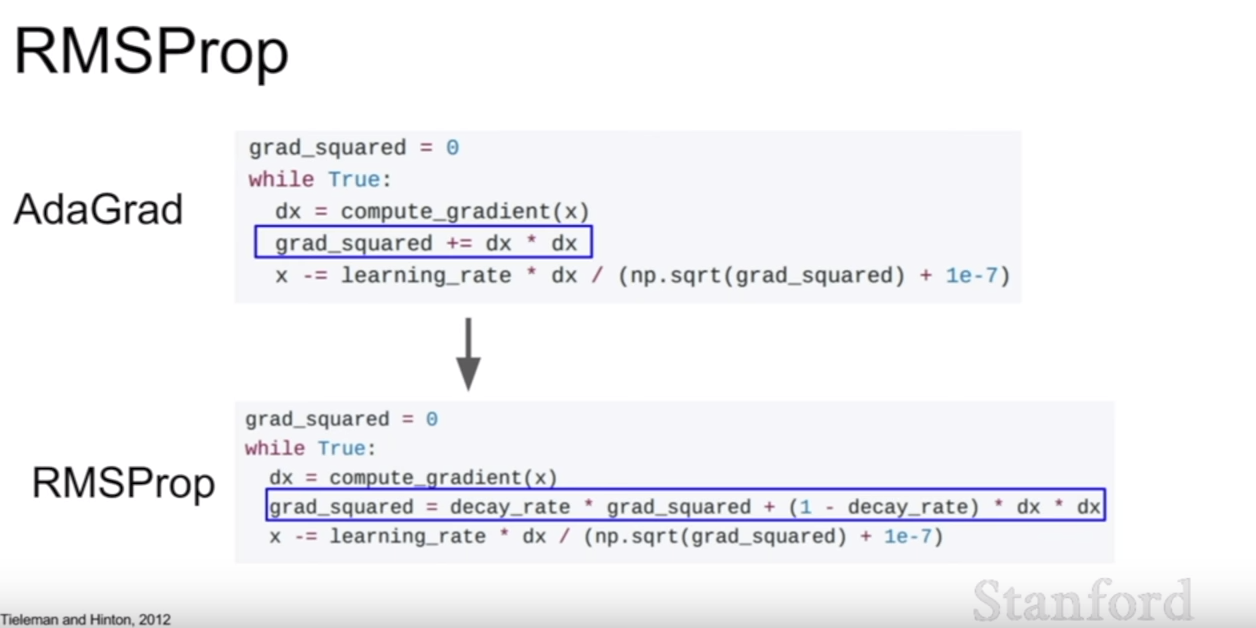 RMSProp
AdaGrad
grad_squared = 0
while True:
dx = compute_gradient(x)
grad_squared += dx * dx
x -= learning_rate * dx / (np.sqrt(grad_squared) + 1e-7)
RMSProp
grad_squared = 0
while True:
dx = compute_gradient(x)
grad_squared = decay_rate * grad_squared + (1 - decay_rate) * dx * dx
x -= learning_rate * dx / (np.sqrt(grad_squared) + 1e-7)
Stanford
Tieleman and Hinton, 2012